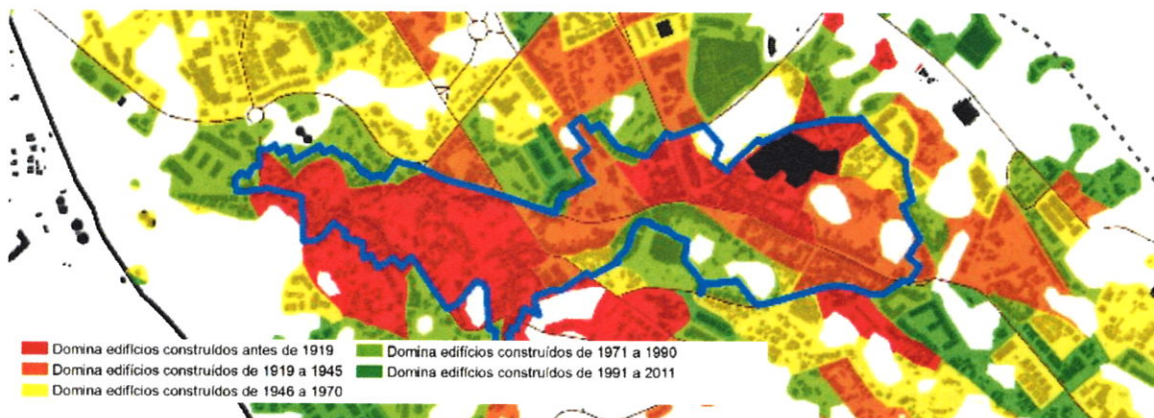 Domina edifícios construídos antes de 1919
Domina edifícios construídos de 1919 a 1945
Domina edifícios construídos de 1946 a 1970
Domina edifícios construídos de 1971 a 1990
Domina edifícios construídos de 1991 a 2011